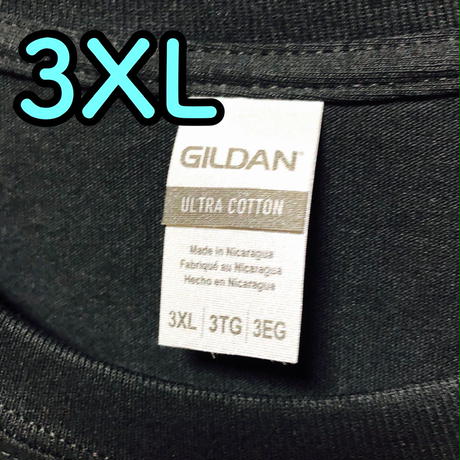 3XL
GILDAN
ULTRA COTTON
Made in Nicaragua
Fabriqué au Nicaragua
Hecho en Nicaragua
3XL | 3TG | 3EG